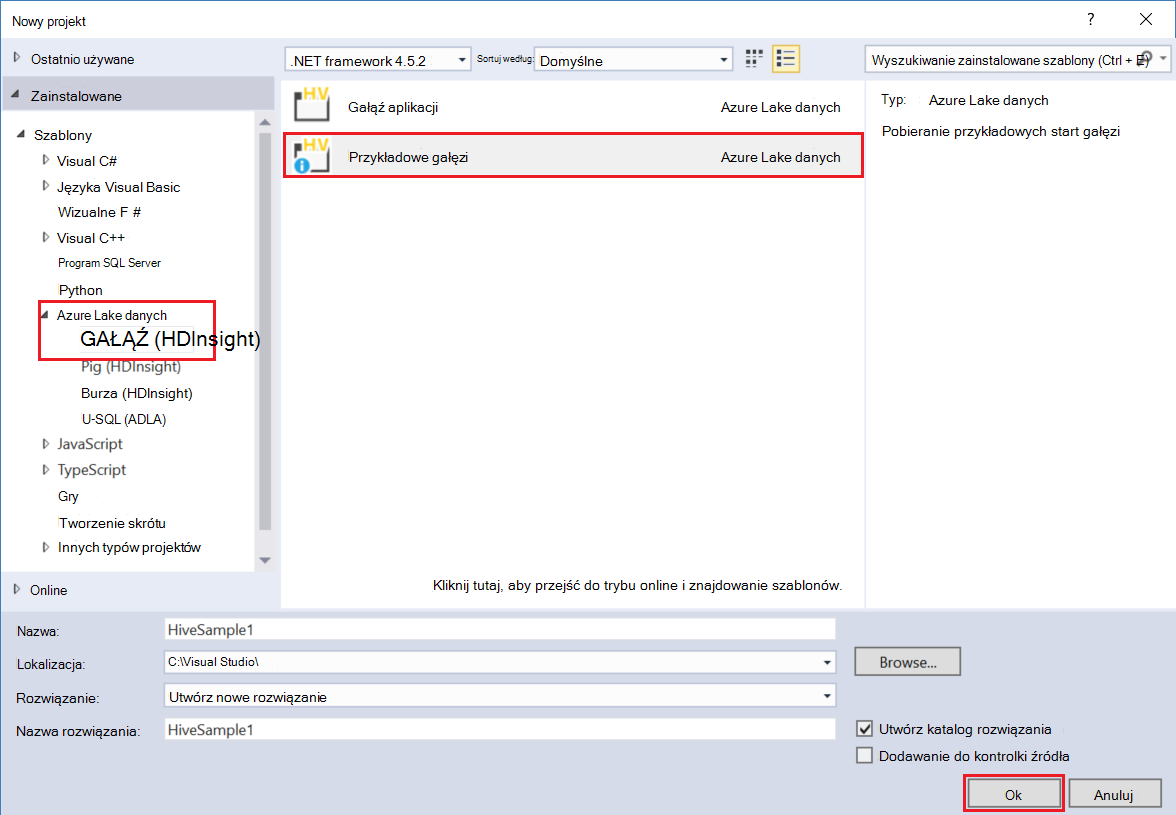 Nowy projekt
?
Ostatnio używane
.NET framework 4.5.2
Sortuj według:
Domyślne
Wyszukiwanie zainstalowane szablony (Ctrl + E)
Zainstalowane
Szablony
Visual C#
Języka Visual Basic
Wizualne F #
Visual C++
Program SQL Server
Python
Azure Lake danych
GAŁĄŹ (HDInsight)
Pig (HDInsight)
Burza (HDInsight)
U-SQL (ADLA)
JavaScript
TypeScript
Gry
Tworzenie skrótu
Innych typów projektów
Online
Gałąź aplikacji
Azure Lake danych
Przykładowe gałęzi
Azure Lake danych
Kliknij tutaj, aby przejść do trybu online i znajdowanie szablonów.
Typ: Azure Lake danych
Pobieranie przykładowych start gałęzi
Nazwa:
HiveSample1
Lokalizacja:
C:\Visual Studio\
Browse...
Rozwiązanie:
Utwórz nowe rozwiązanie
Nazwa rozwiązania:
HiveSample1
Utwórz katalog rozwiązania
Dodawanie do kontrolki źródła
Ok
Anuluj